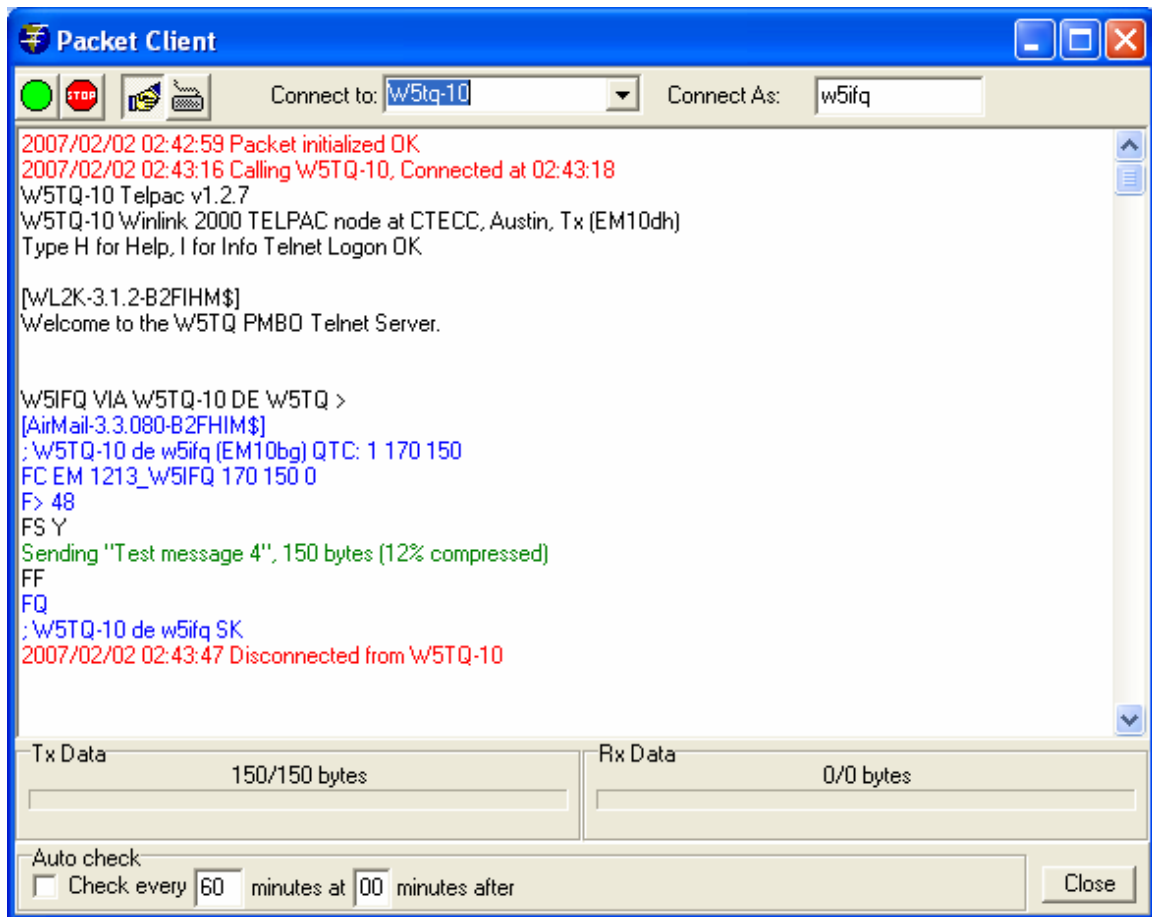 Packet Client
STOP
Connect to: W5tq-10 Connect As: w5ifq
2007/02/02 02:42:59 Packet initialized OK
2007/02/02 02:43:16 Calling W5TQ-10, Connected at 02:43:18
W5TQ-10 Telpac v1.2.7
W5TQ-10 Winlink 2000 TELPAC node at CTECC, Austin, Tx (EM10dh)
Type H for Help, I for Info Telnet Logon OK
[WL2K-3.1.2-B2FIHM$]
Welcome to the W5TQ PMBO Telnet Server.
W5IFQ VIA W5TQ-10 DE W5TQ >
[AirMail-3.3.080-B2FHIM$]
; W5TQ-10 de w5ifq (EM10bg) QTC: 1 170 150
FC EM 1213_W5IFQ 170 150 0
F> 48
FS Y
Sending "Test message 4", 150 bytes (12% compressed)
FF
FQ
; W5TQ-10 de w5ifq SK
2007/02/02 02:43:47 Disconnected from W5TQ-10
Tx Data
150/150 bytes
Rx Data
0/0 bytes
Auto check
Check every 60 minutes at 00 minutes after
Close